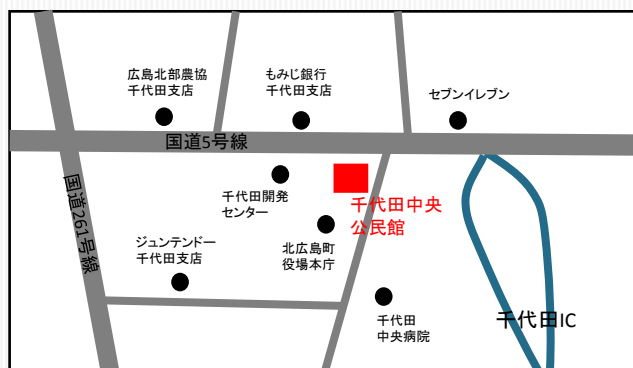 広島北部農協
千代田支店
もみじ銀行
千代田支店
セブンイレブン
国道5号線
国道261号線
千代田開発
センター
千代田中央
公民館
ジュンテンドー
千代田支店
北広島町
役場本庁
千代田
中央病院
千代田IC